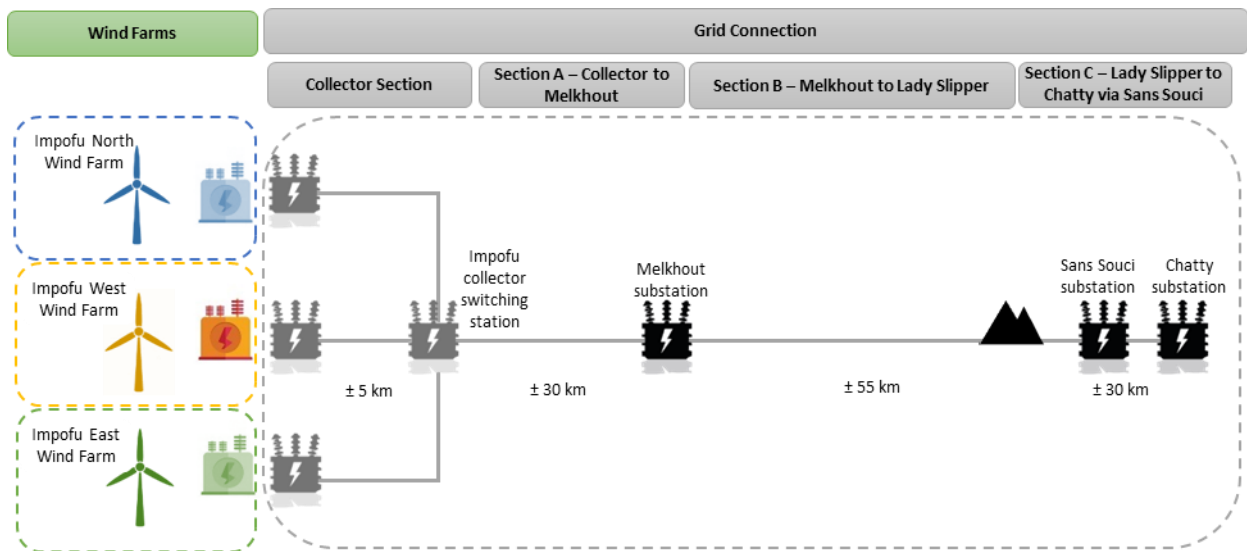 Wind Farms
Grid Connection
Collector Section
Section A – Collector to
Melkhout
Section B – Melkhout to Lady Slipper
Section C – Lady Slipper to
Chatty via Sans Souci
Impofu North
Wind Farm
Impofu West
Wind Farm
Impofu East
Wind Farm
Impofu
collector
switching
station
Melkhout
substation
Sans Souci
substation
Chatty
substation
± 5 km
± 30 km
± 55 km
± 30 km